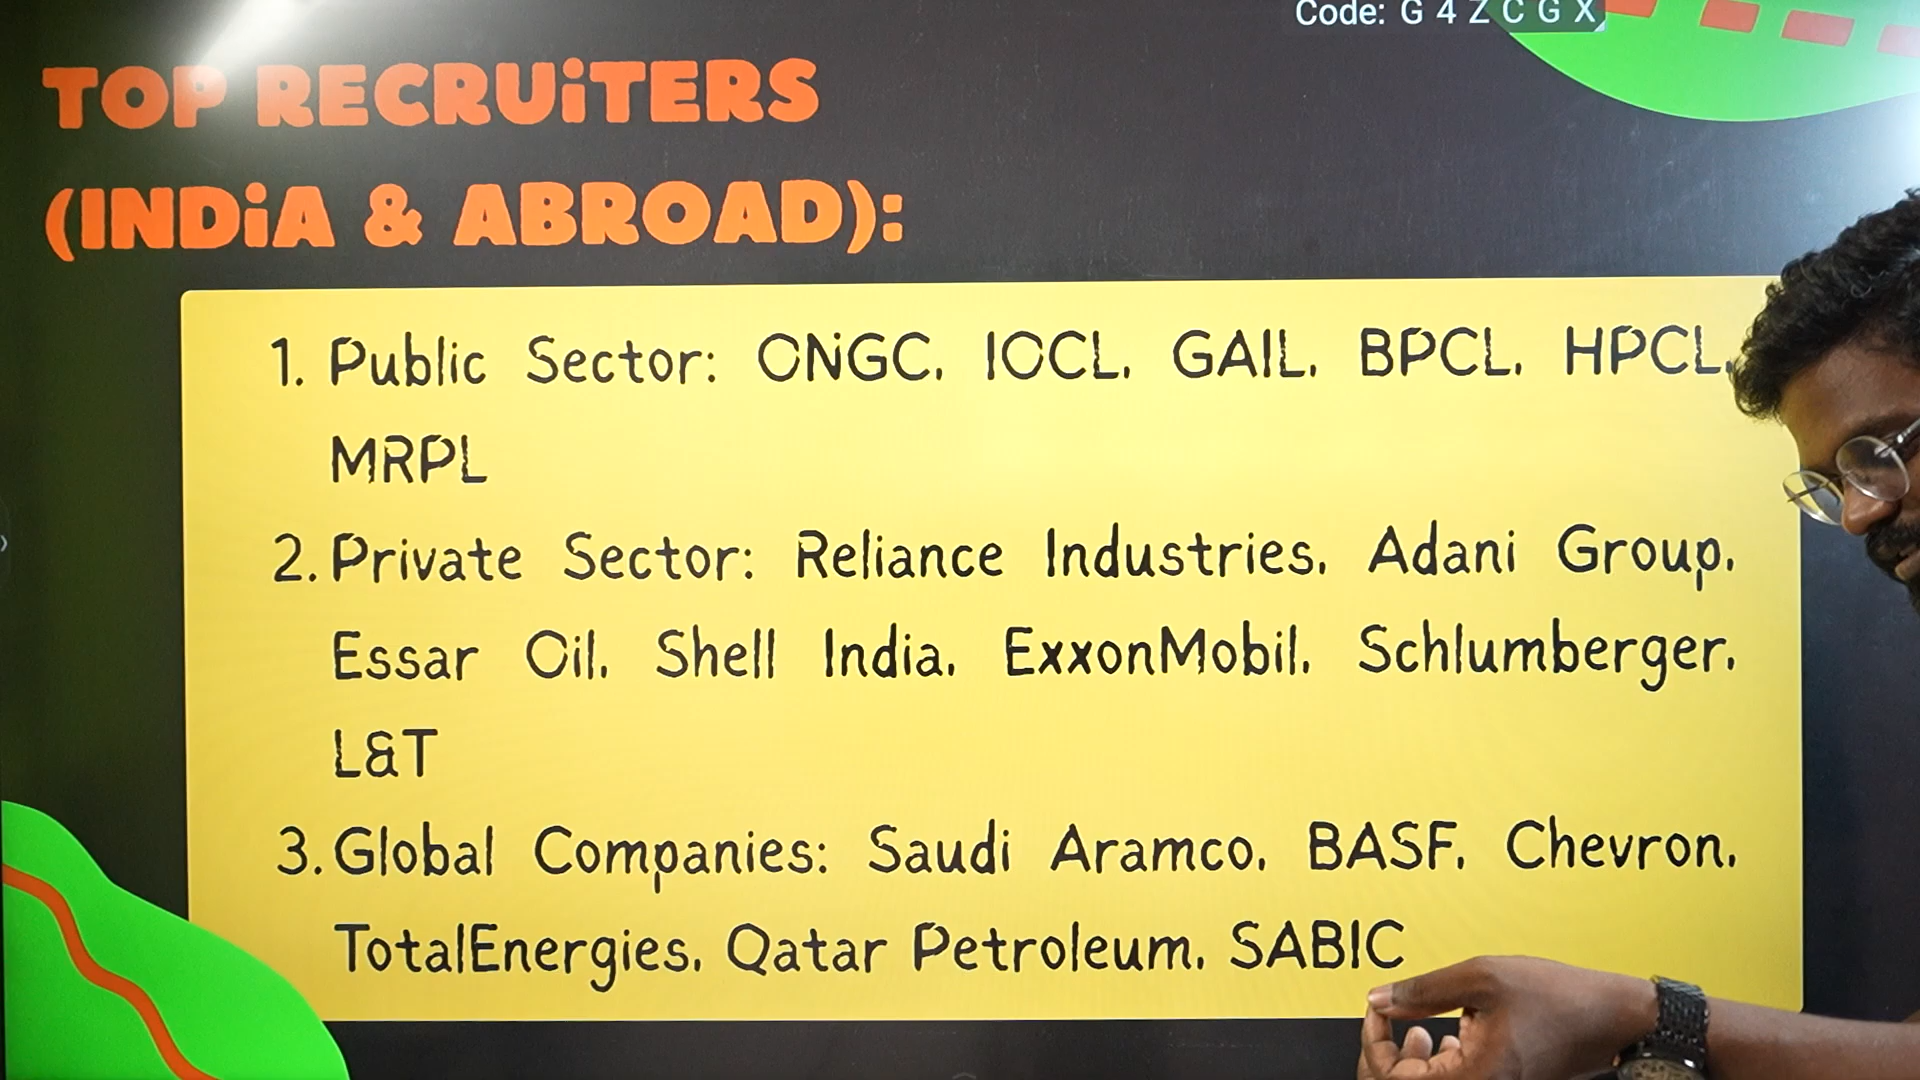 Code: G 4 Z C G X
TOP RECRUiTERS
(INDiA & ABROAD):
1. Public Sector: ONGC, IOCL, GAIL, BPCL, HPCL,
MRPL
2. Private Sector: Reliance Industries, Adani Group,
Essar Oil, Shell India, ExxonMobil, Schlumberger,
L&T
3. Global Companies: Saudi Aramco, BASF, Chevron,
TotalEnergies, Qatar Petroleum, SABIC